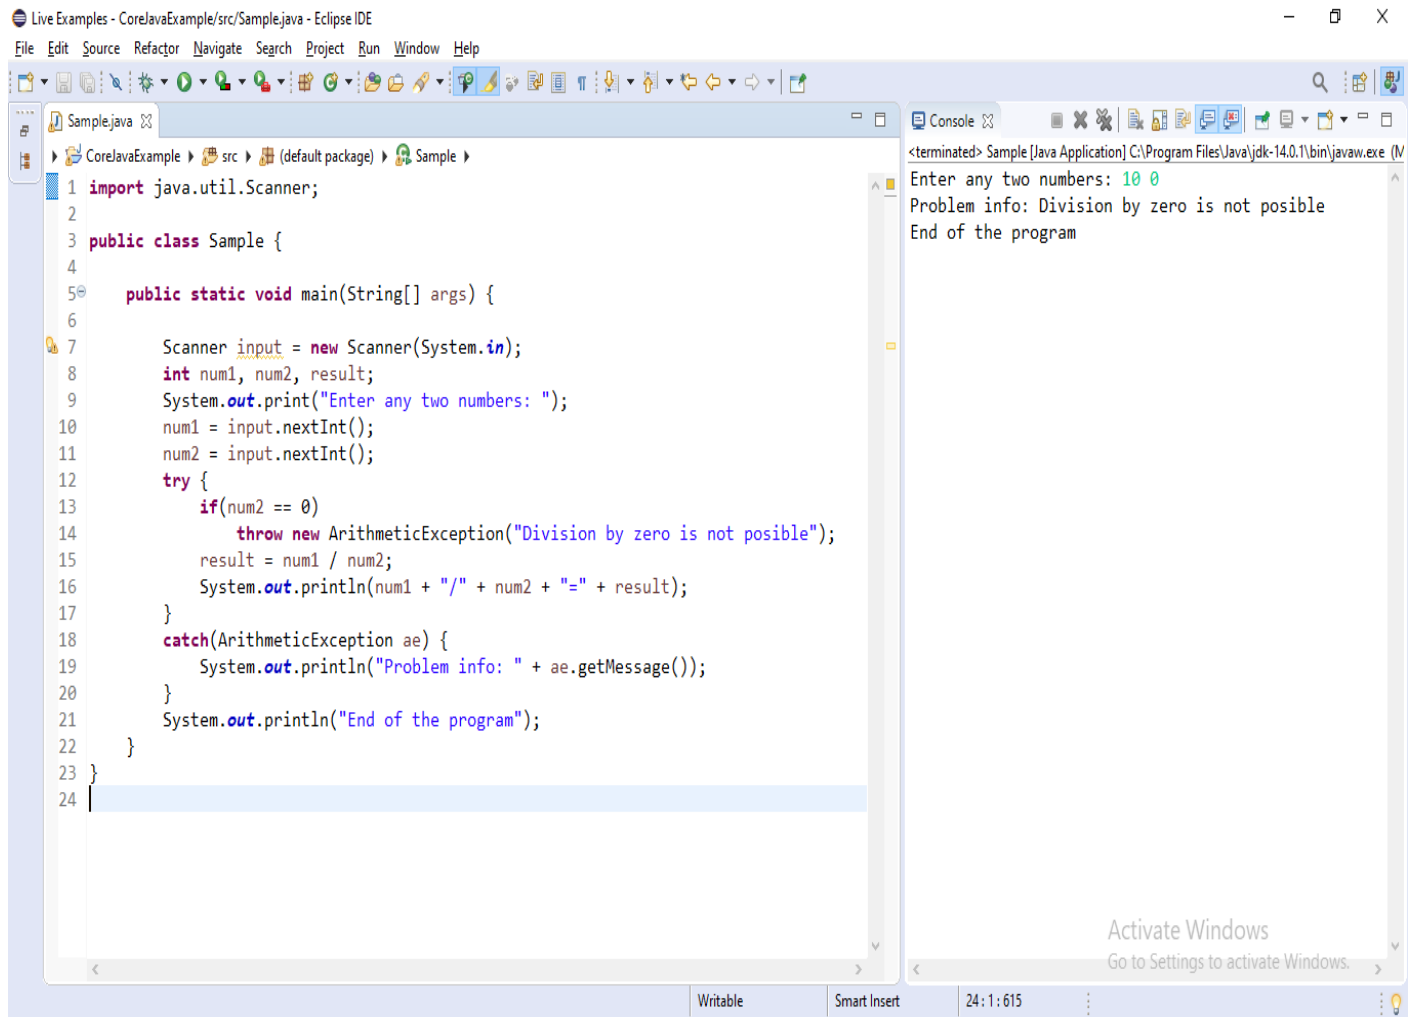 Live Examples - CoreJavaExample/src/Sample.java - Eclipse IDE
File Edit Source Refactor Navigate Search Project Run Window Help
Sample.java
CoreJavaExample src (default package) Sample
1 import java.util.Scanner;
2
3 public class Sample {
4
5 public static void main(String[] args) {
6
7 Scanner input = new Scanner(System.in);
8 int num1, num2, result;
9 System.out.print("Enter any two numbers: ");
10 num1 = input.nextInt();
11 num2 = input.nextInt();
12 try {
13 if(num2 == 0)
14 throw new ArithmeticException("Division by zero is not posible");
15 result = num1 / num2;
16 System.out.println(num1 + "/" + num2 + "=" + result);
17 }
18 catch(ArithmeticException ae) {
19 System.out.println("Problem info: " + ae.getMessage());
20 }
21 System.out.println("End of the program");
22 }
23 }
24
Console
<terminated> Sample [Java Application] C:\Program Files\Java\jdk-14.0.1\bin\javaw.exe (M
Enter any two numbers: 10 0
Problem info: Division by zero is not posible
End of the program
Activate Windows
Go to Settings to activate Windows.
Writable Smart Insert 24 : 1 : 615